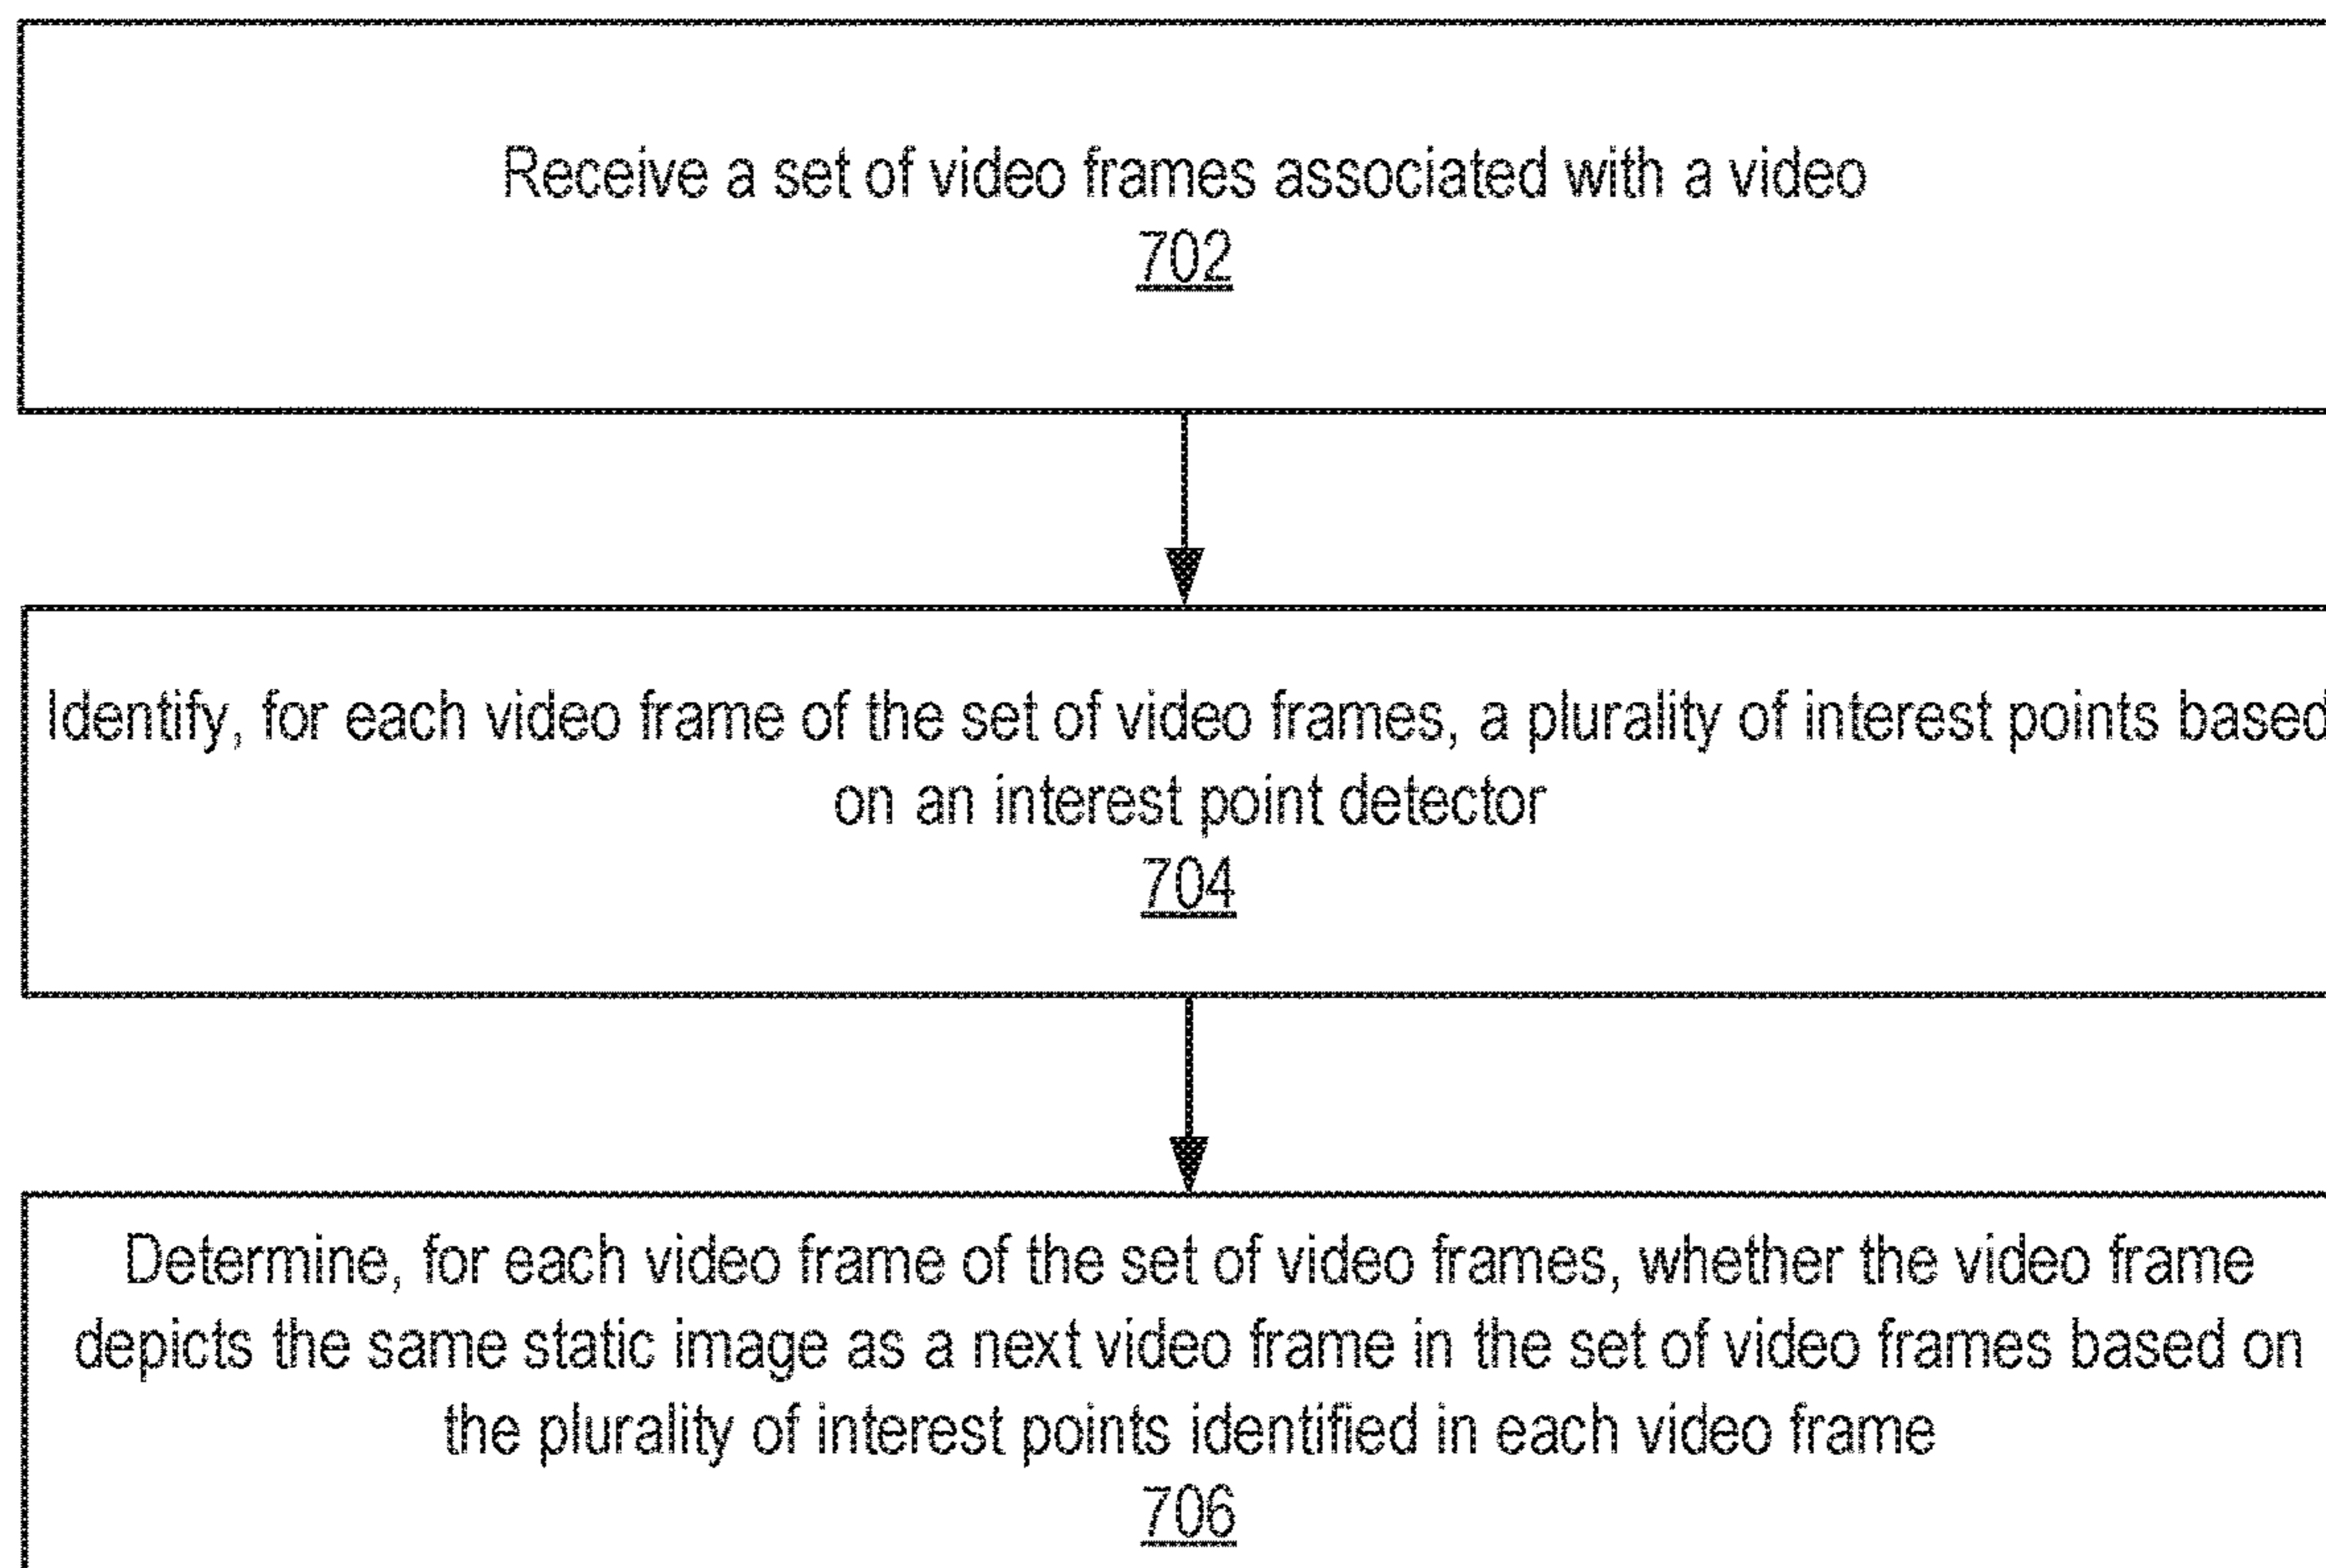 Receive a set of video frames associated with a video
702
Identify, for each video frame of the set of video frames, a plurality of interest points based
on an interest point detector
704
Determine, for each video frame of the set of video frames, whether the video frame
depicts the same static image as a next video frame in the set of video frames based on
the plurality of interest points identified in each video frame
706